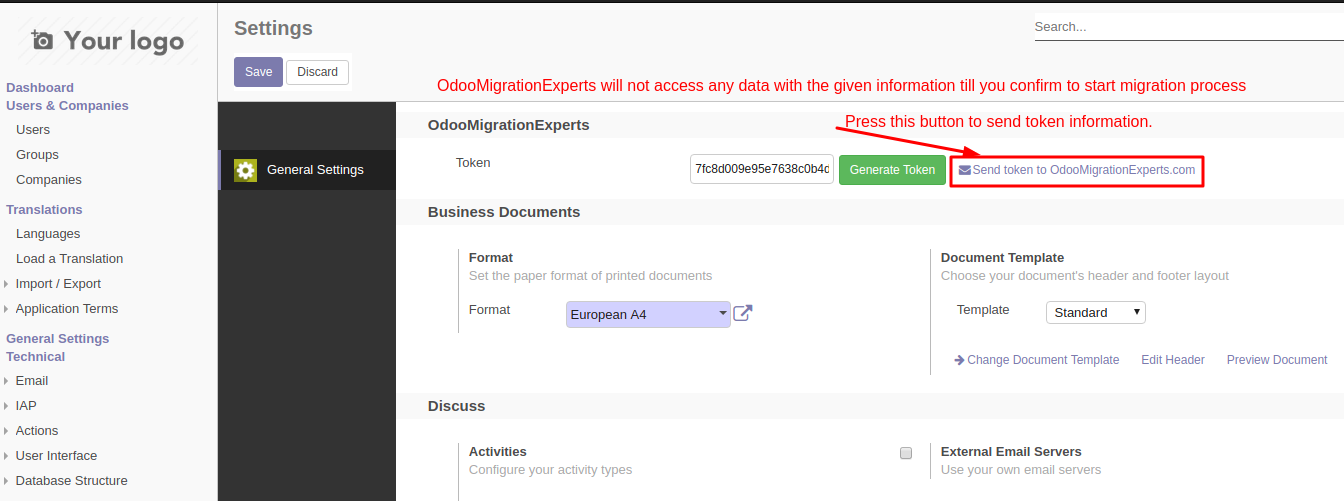 Your logo
Settings
Search...
Save
Discard
OdooMigrationExperts will not access any data with the given information till you confirm to start migration process
Dashboard
Users & Companies
Users
Groups
Companies
Translations
Languages
Load a Translation
Import / Export
Application Terms
General Settings
Technical
Email
IAP
Actions
User Interface
Database Structure
General Settings
OdooMigrationExperts
Press this button to send token information.
Token
7fc8d009e95e7638c0b4d
Generate Token
Send token to OdooMigrationExperts.com
Business Documents
Format
Set the paper format of printed documents
Format
European A4
Document Template
Choose your document's header and footer layout
Template
Standard
Change Document Template
Edit Header
Preview Document
Discuss
Activities
Configure your activity types
External Email Servers
Use your own email servers